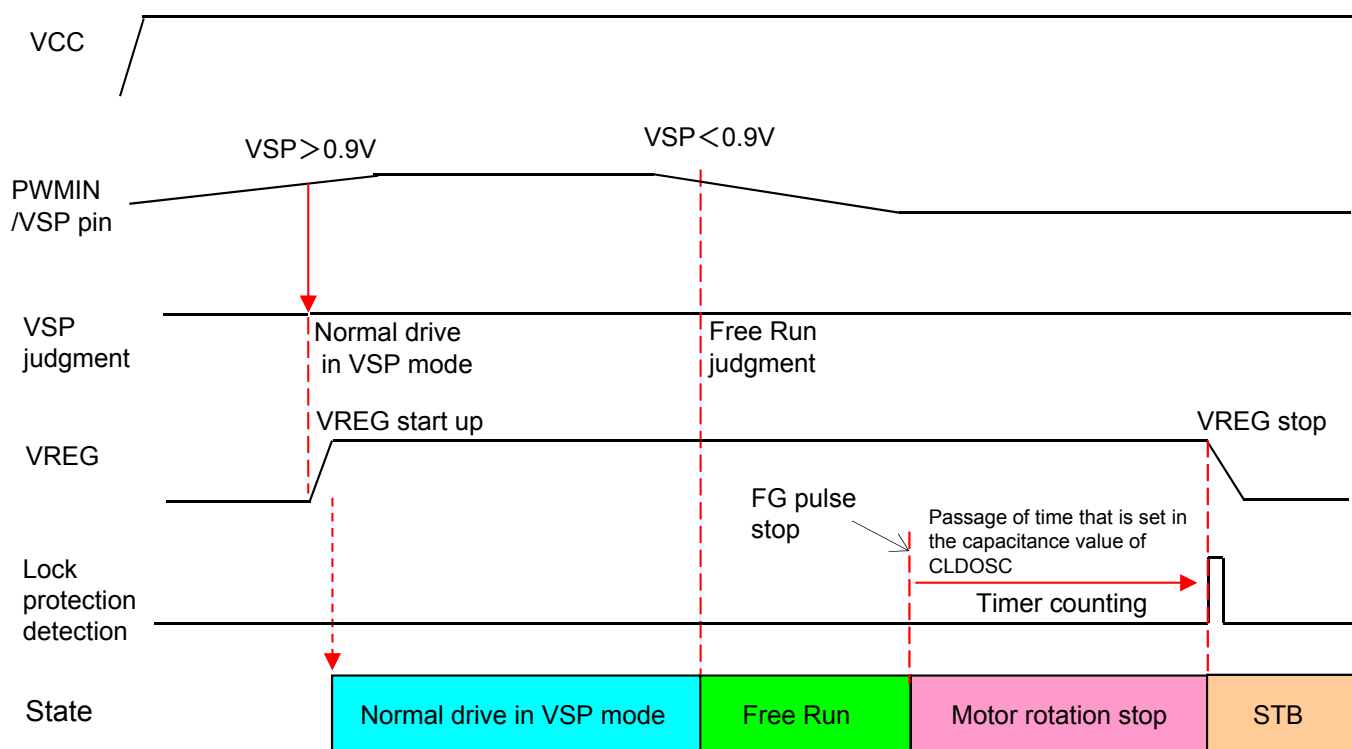 VCC
VSP＞0.9V
VSP＜0.9V
PWMIN
/VSP pin
VSP
judgment
Normal drive
in VSP mode
Free Run
judgment
VREG start up
VREG stop
VREG
FG pulse
stop
Passage of time that is set in
the capacitance value of
CLDOSC
Timer counting
Lock
protection
detection
State
Normal drive in VSP mode
Free Run
Motor rotation stop
STB